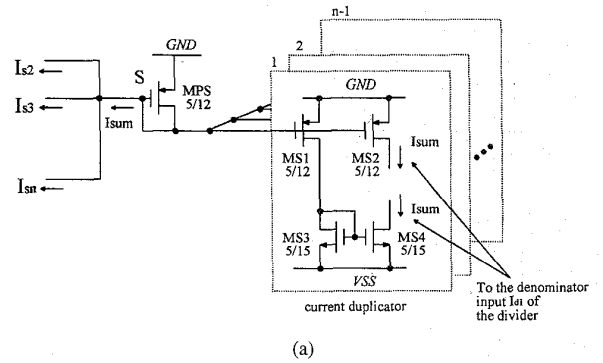 n-1
2
1
GND
GND
Is2
S
MPS
5/12
Is3
Isum
Isn
MS1
5/12
MS2
5/12
Isum
Isum
MS3
5/15
MS4
5/15
VSS
current duplicator
To the denominator
input Id1 of
the divider
(a)